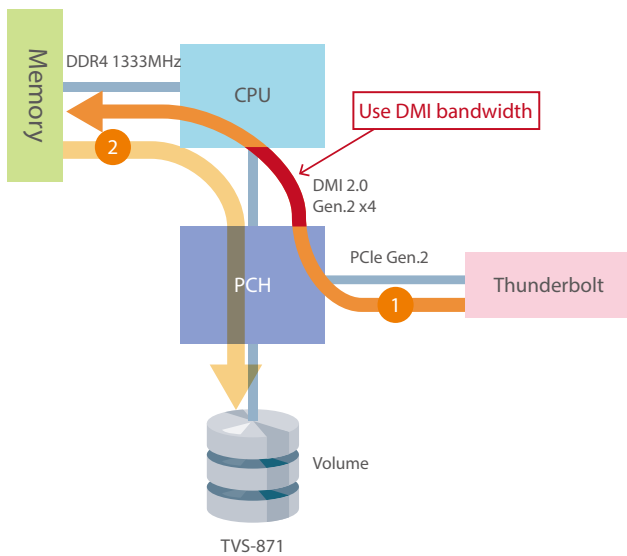 Memory
DDR4 1333MHz
CPU
Use DMI bandwidth
2
DMI 2.0
Gen.2 x4
PCH
PCIe Gen.2
Thunderbolt
1
Volume
TVS-871